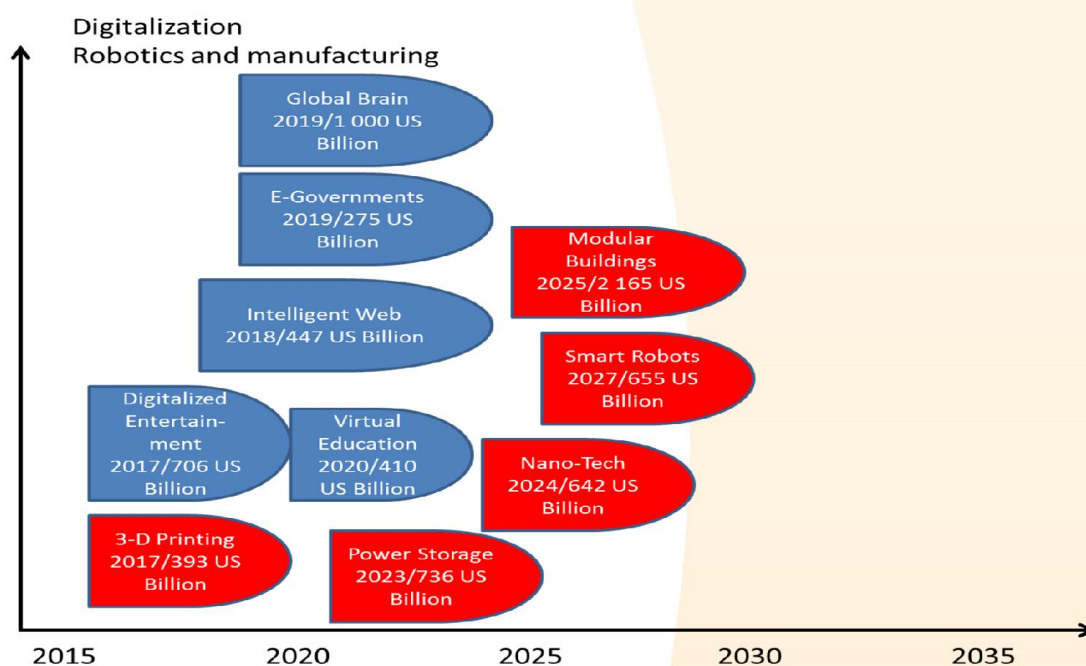 Digitalization
Robotics and manufacturing
Global Brain
2019/1 000 US
Billion
E-Governments
2019/275 US
Billion
Modular
Buildings
2025/2 165 US
Billion
Intelligent Web
2018/447 US Billion
Smart Robots
2027/655 US
Billion
Digitalized
Entertain-
ment
2017/706 US
Billion
Virtual
Education
2020/410
US Billion
Nano-Tech
2024/642 US
Billion
3-D Printing
2017/393 US
Billion
Power Storage
2023/736 US
Billion
2015 2020 2025 2030 2035